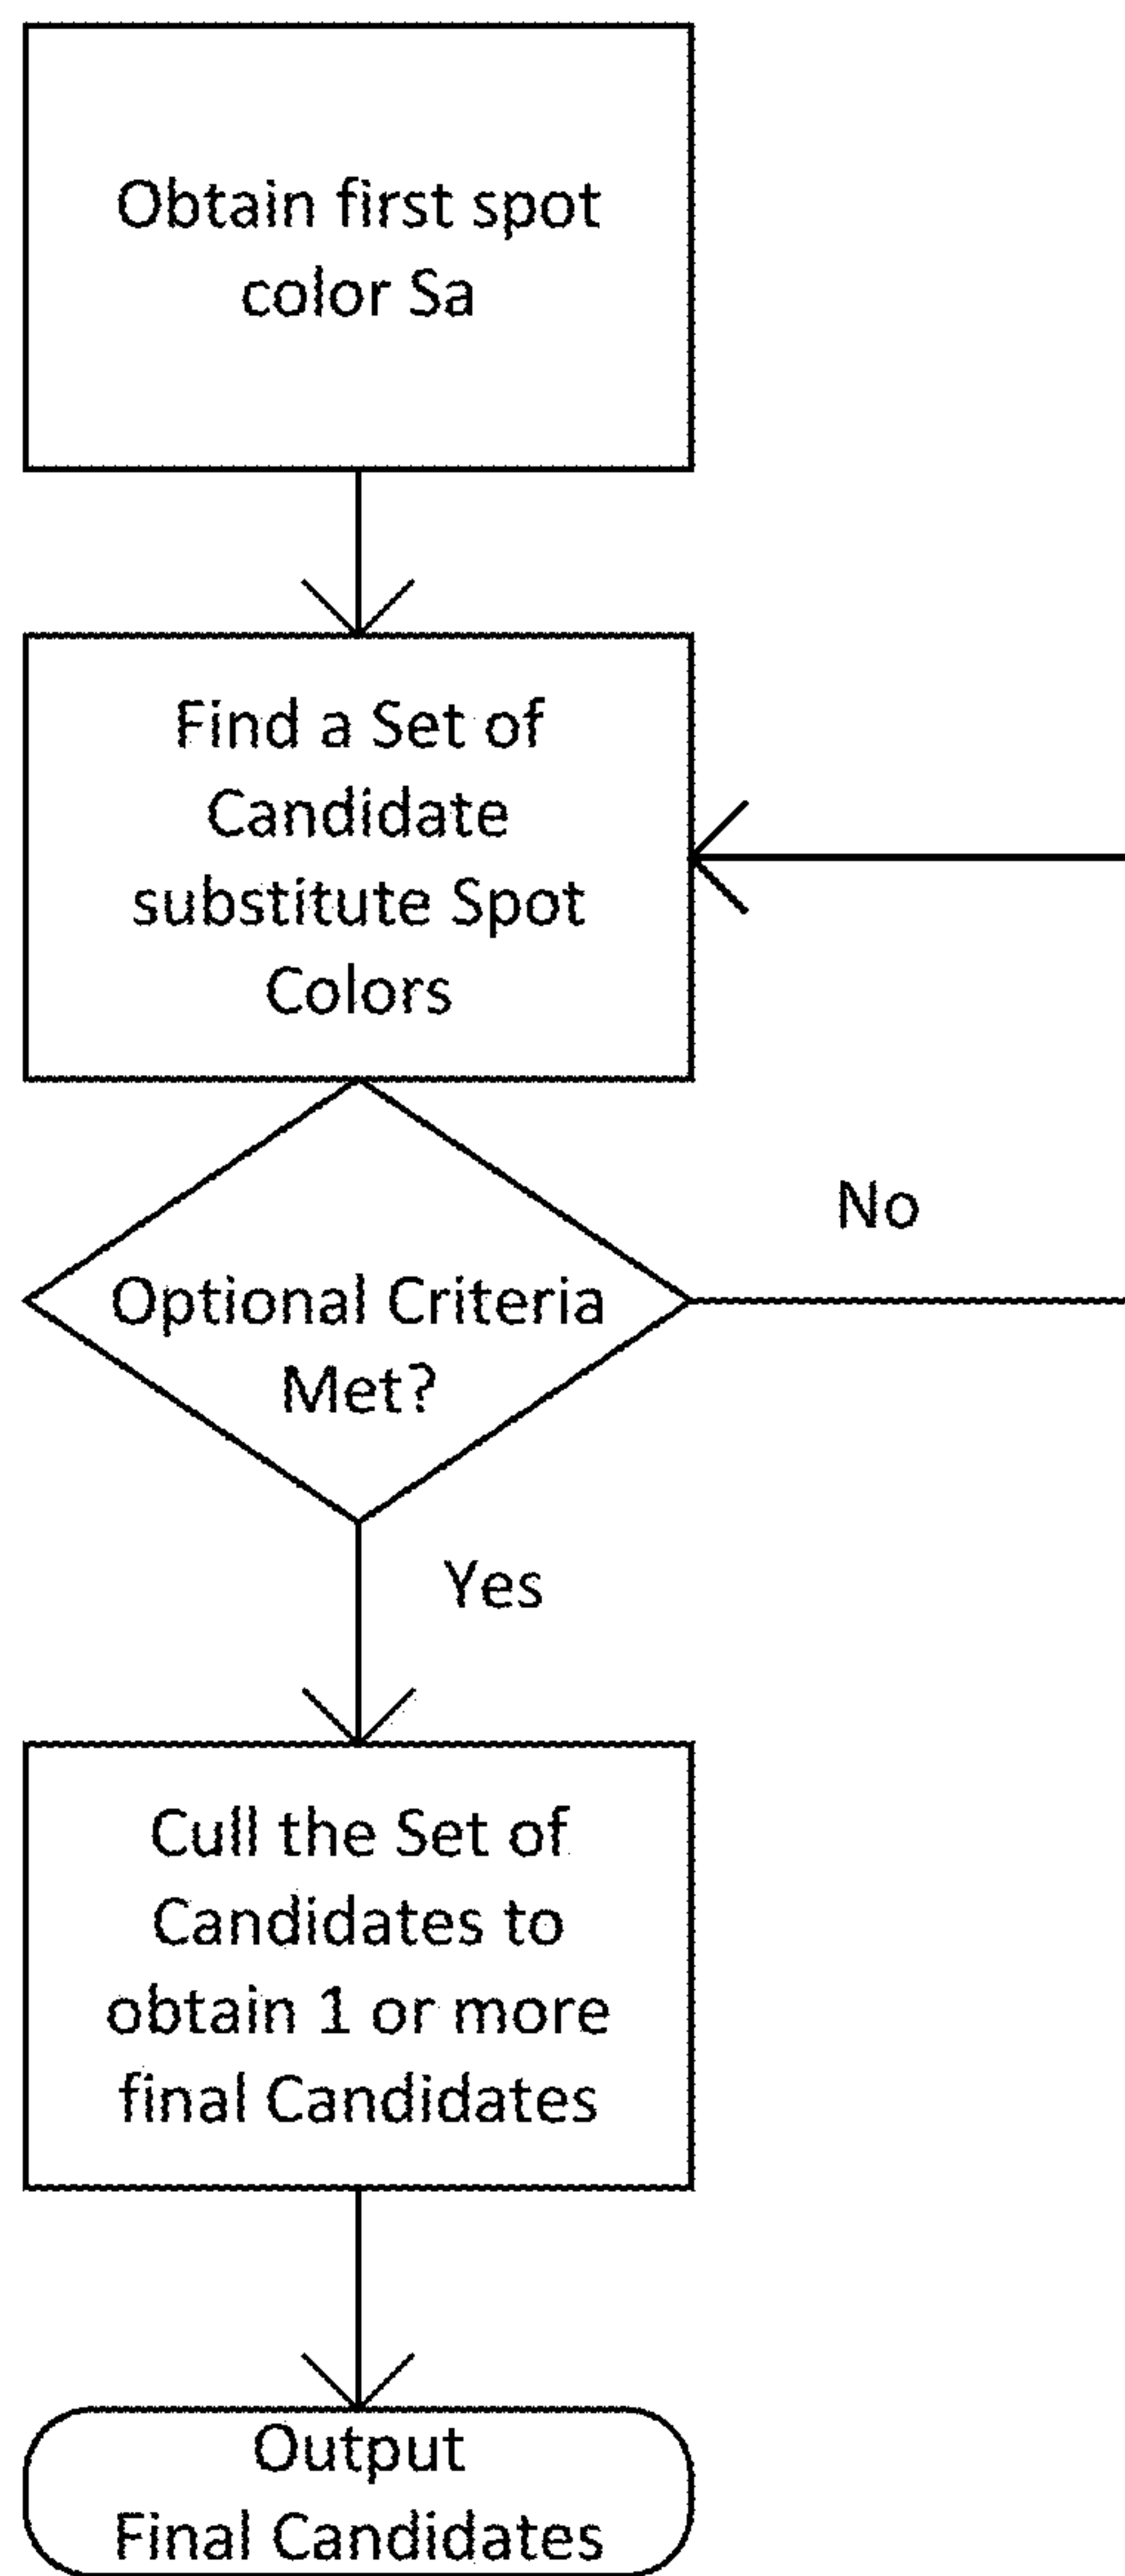 Obtain first spot
color Sa
Find a Set of
Candidate
substitute Spot
Colors
No
Optional Criteria
Met?
Yes
Cull the Set of
Candidates to
obtain 1 or more
final Candidates
Output
Final Candidates